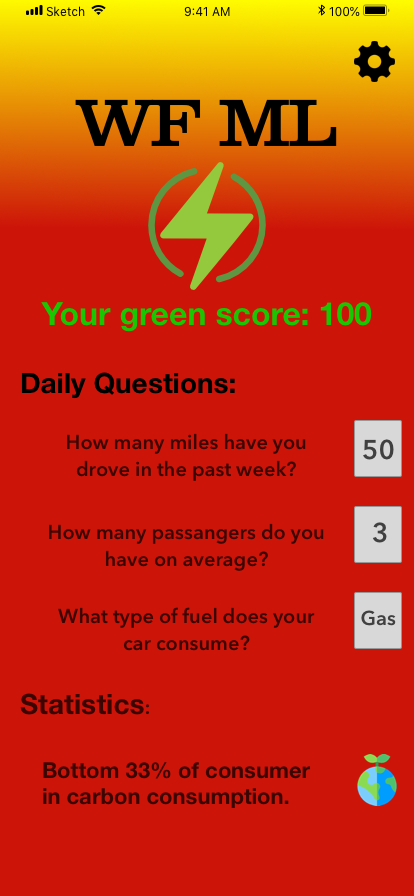 Sketch 9:41 AM 100%
WF ML
Your green score: 100
Daily Questions:
How many miles have you
drove in the past week?
50
How many passangers do you
have on average?
3
What type of fuel does your
car consume?
Gas
Statistics:
Bottom 33% of consumer
in carbon consumption.